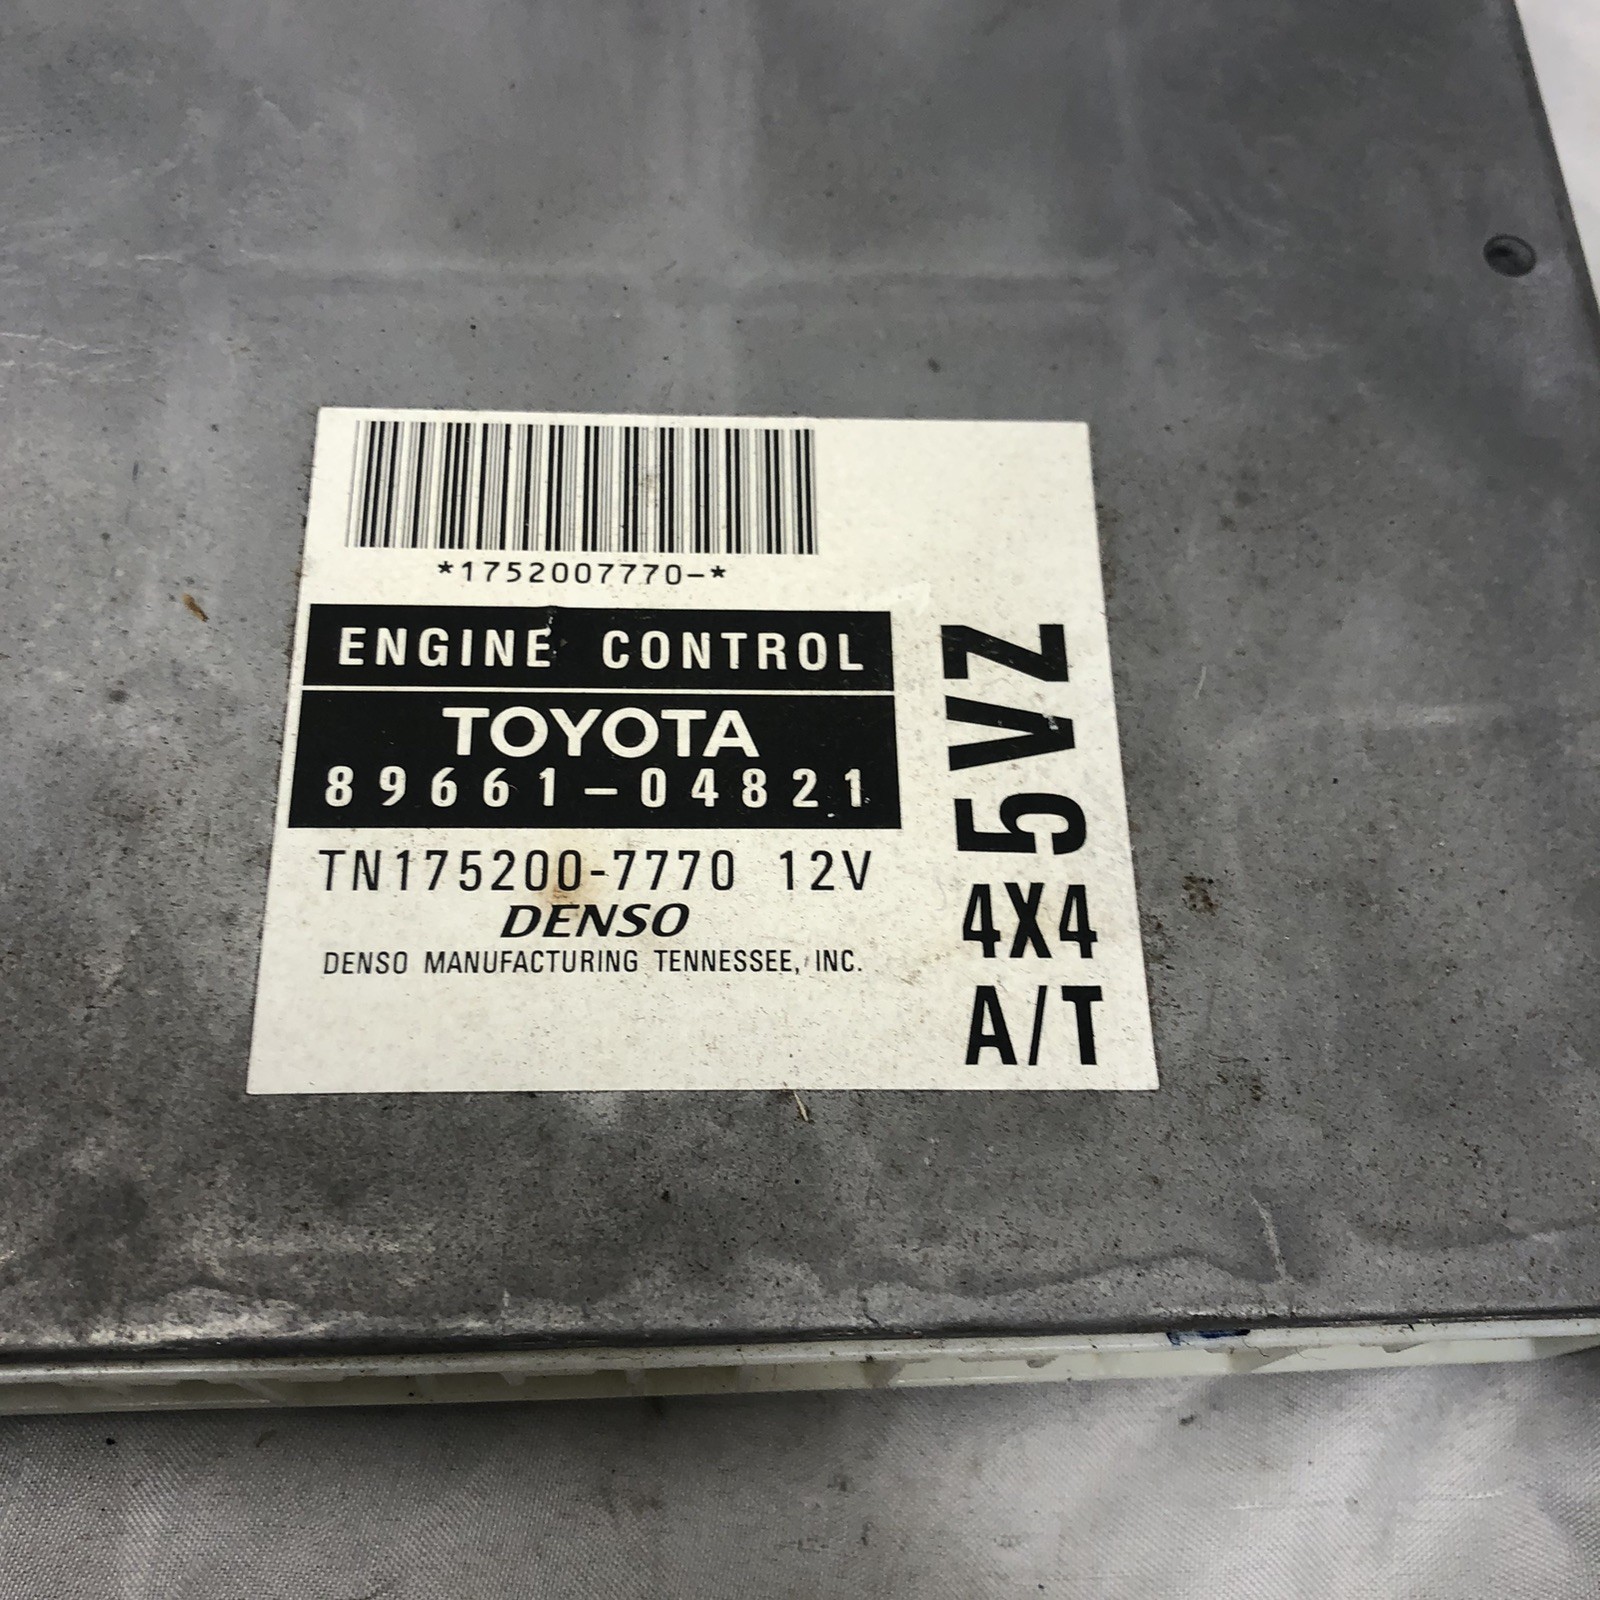 *1752007770-*
ENGINE CONTROL
TOYOTA
89661-04821
TN175200-7770 12V
DENSO
DENSO MANUFACTURING TENNESSEE, INC.
5VZ
4X4
A/T